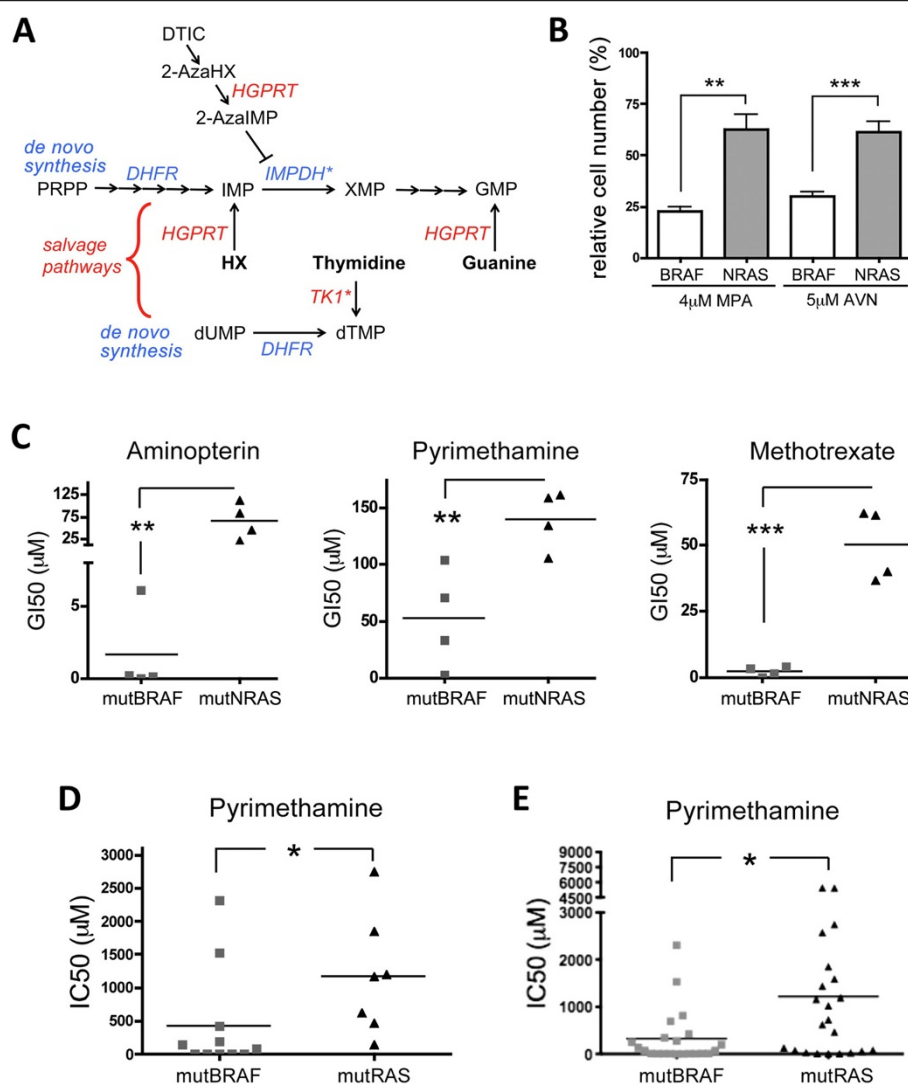 A
DTIC
2-AzaHX
HGPRT
2-AzaIMP
de novo
synthesis
DHFR
IMPDH*
PRPP
IMP
XMP
GMP
salvage
pathways
HGPRT
HGPRT
HX
Thymidine
Guanine
TK1*
de novo
synthesis
dUMP
dTMP
DHFR
B
relative cell number (%)
100
75
50
25
0
**
***
BRAF
NRAS
BRAF
NRAS
4μM MPA
5μM AVN
C
Aminopterin
GI50 (μM)
125
75
25
5
0
**
mutBRAF
mutNRAS
Pyrimethamine
GI50 (μM)
150
100
50
0
**
mutBRAF
mutNRAS
Methotrexate
GI50 (μM)
75
50
25
0
***
mutBRAF
mutNRAS
D
Pyrimethamine
IC50 (μM)
3000
2500
2000
1500
1000
500
0
*
mutBRAF
mutRAS
E
Pyrimethamine
IC50 (μM)
9000
7500
6000
4500
3000
2000
1000
0
*
mutBRAF
mutRAS